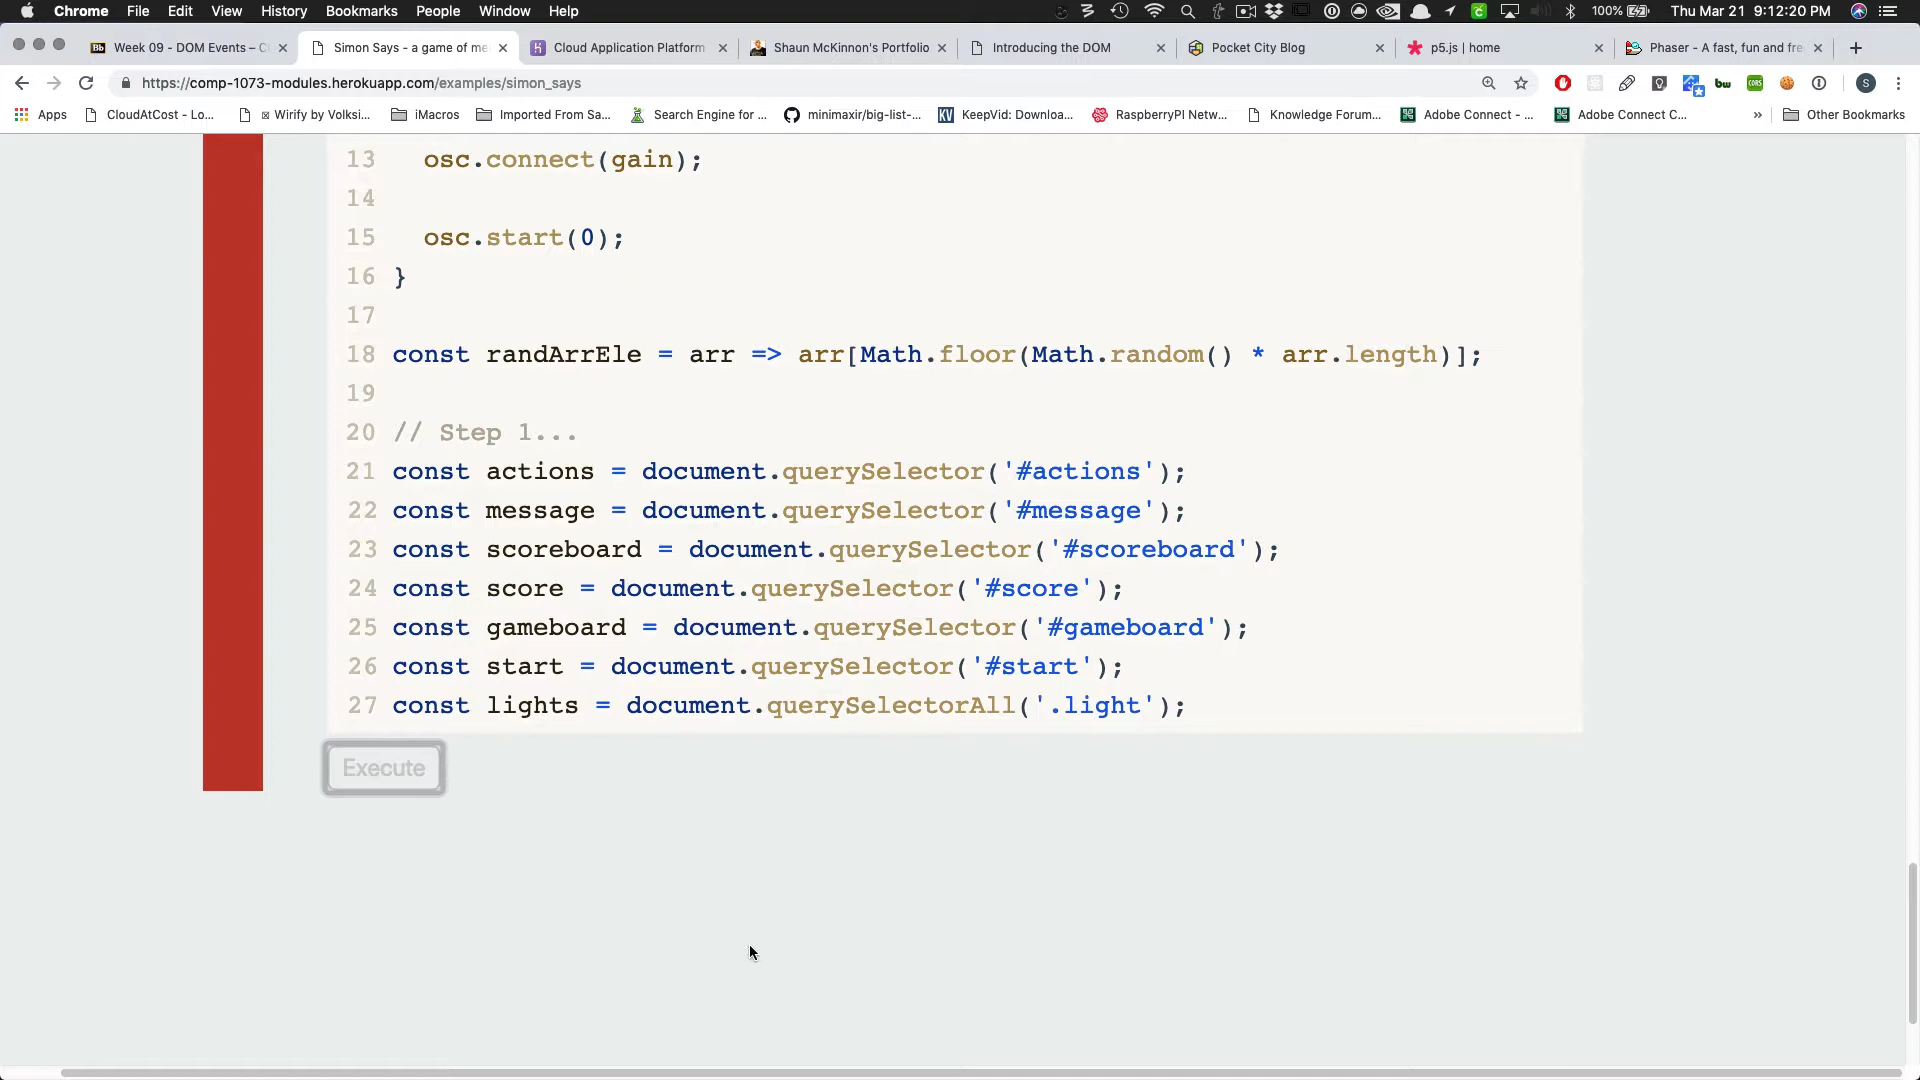 Chrome File Edit View History Bookmarks People Window Help 100% Thu Mar 21 9:12:20 PM
Week 09 - DOM Events – C
Simon Says - a game of me
Cloud Application Platform
Shaun McKinnon's Portfolio
Introducing the DOM
Pocket City Blog
p5.js | home
Phaser - A fast, fun and fre
https://comp-1073-modules.herokuapp.com/examples/simon_says
Apps CloudAtCost - Lo... Wirify by Volksi... iMacros Imported From Sa... Search Engine for ... minimaxir/big-list-... KeepVid: Downloa... RaspberryPI Netw... Knowledge Forum... Adobe Connect - ... Adobe Connect C... » Other Bookmarks
13 osc.connect(gain);
14
15 osc.start(0);
16 }
17
18 const randArrEle = arr => arr[Math.floor(Math.random() * arr.length)];
19
20 // Step 1...
21 const actions = document.querySelector('#actions');
22 const message = document.querySelector('#message');
23 const scoreboard = document.querySelector('#scoreboard');
24 const score = document.querySelector('#score');
25 const gameboard = document.querySelector('#gameboard');
26 const start = document.querySelector('#start');
27 const lights = document.querySelectorAll('.light');
Execute